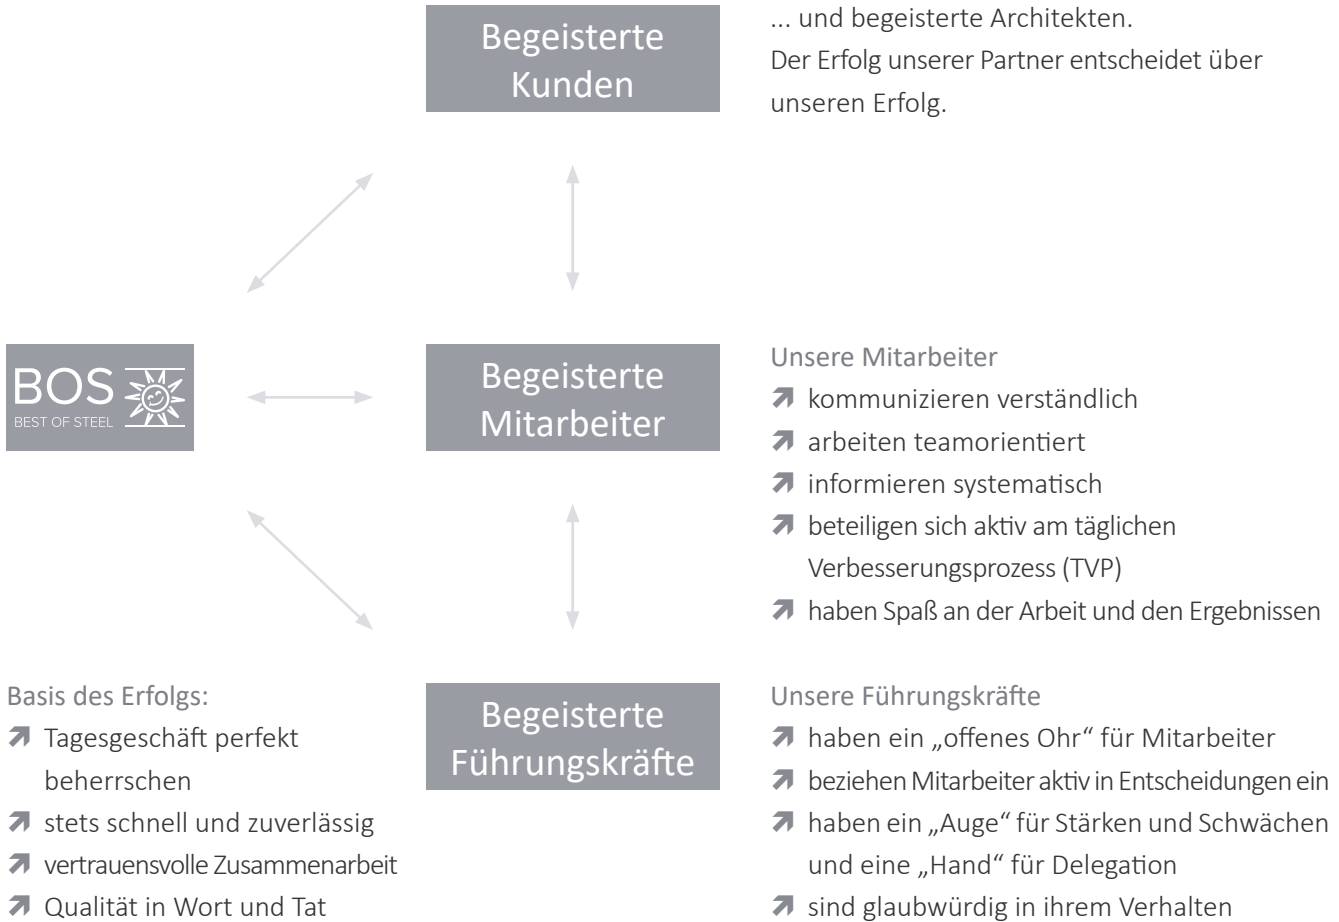 Begeisterte
Kunden
... und begeisterte Architekten.
Der Erfolg unserer Partner entscheidet über
unseren Erfolg.
BOS
BEST OF STEEL
Begeisterte
Mitarbeiter
Unsere Mitarbeiter
kommunizieren verständlich
arbeiten teamorientiert
informieren systematisch
beteiligen sich aktiv am täglichen
Verbesserungsprozess (TVP)
haben Spaß an der Arbeit und den Ergebnissen
Basis des Erfolgs:
Tagesgeschäft perfekt
beherrschen
stets schnell und zuverlässig
vertrauensvolle Zusammenarbeit
Qualität in Wort und Tat
Begeisterte
Führungskräfte
Unsere Führungskräfte
haben ein „offenes Ohr“ für Mitarbeiter
beziehen Mitarbeiter aktiv in Entscheidungen ein
haben ein „Auge“ für Stärken und Schwächen
und eine „Hand“ für Delegation
sind glaubwürdig in ihrem Verhalten